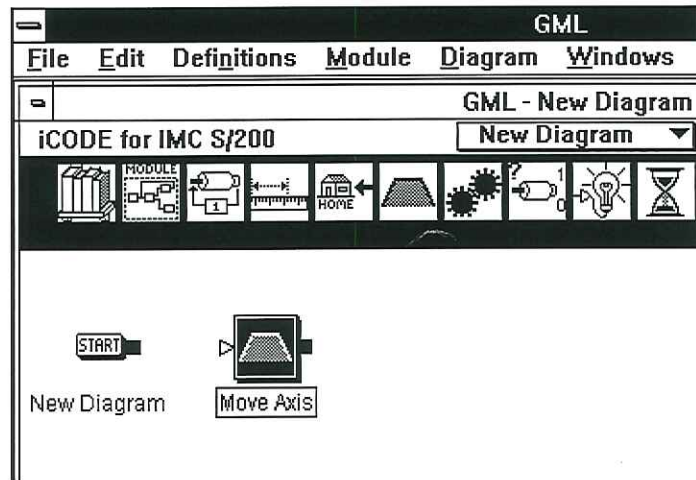 GML
File Edit Definitions Module Diagram Windows
GML - New Diagram
iCODE for IMC S/200 New Diagram
MODULE
1
HOME
? 1
0
START
New Diagram
Move Axis